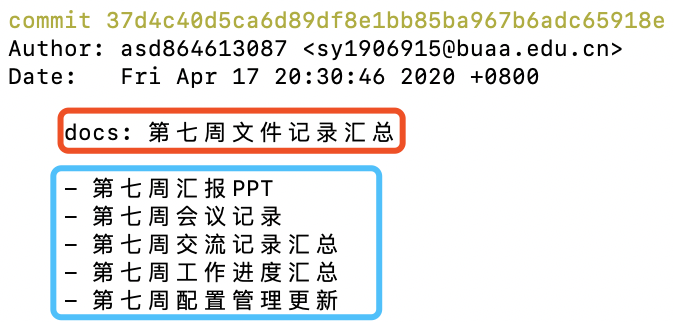 commit 37d4c40d5ca6d89df8e1bb85ba967b6adc65918e
Author: asd864613087 <sy1906915@buaa.edu.cn>
Date:   Fri Apr 17 20:30:46 2020 +0800
docs: 第七周文件记录汇总
- 第七周汇报PPT
- 第七周会议记录
- 第七周交流记录汇总
- 第七周工作进度汇总
- 第七周配置管理更新